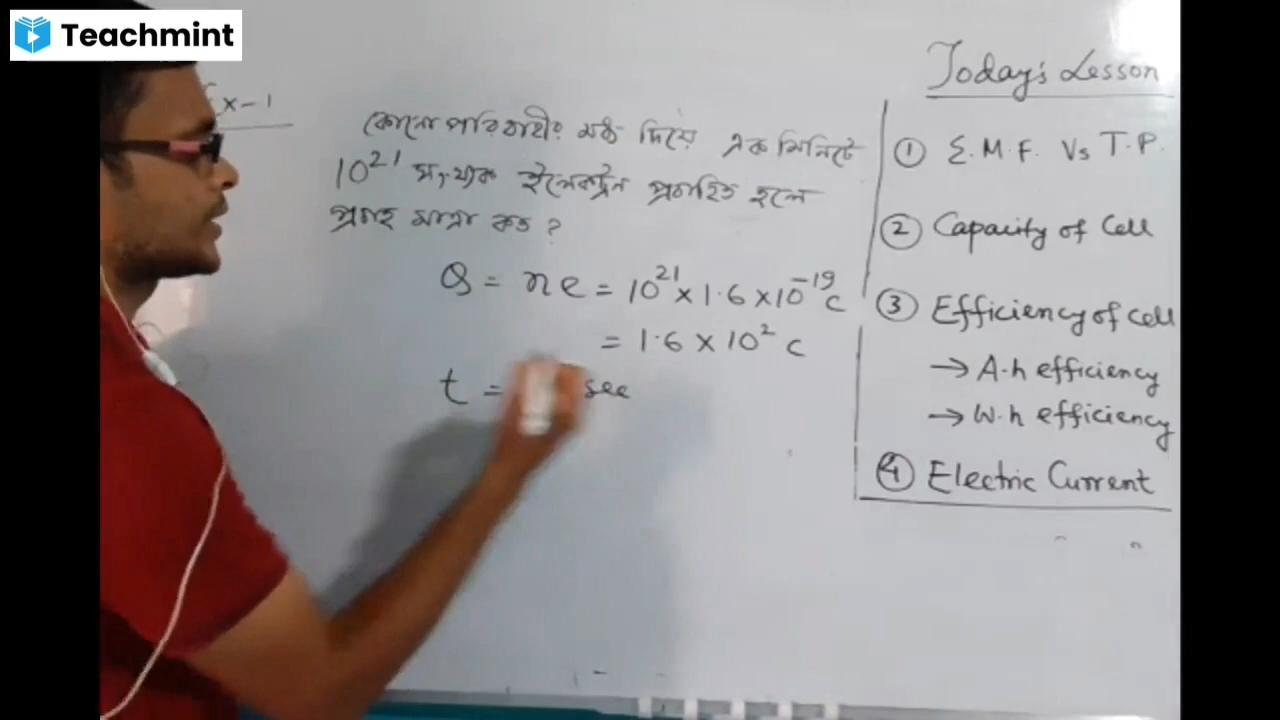 Teachmint
Ex-1
কোনো পরিবাহীর মধ্য দিয়ে এক মিনিটে
10²¹ সংখ্যক ইলেকট্রন প্রবাহিত হলে
প্রবাহ মাত্রা কত?
Q = ne = 10²¹ × 1.6 × 10⁻¹⁹ C
= 1.6 × 10² C
t = sec
Today's Lesson
① E.M.F. Vs T.P.
② Capacity of Cell
③ Efficiency of Cell
→ A.h efficiency
→ W.h efficiency
④ Electric Current